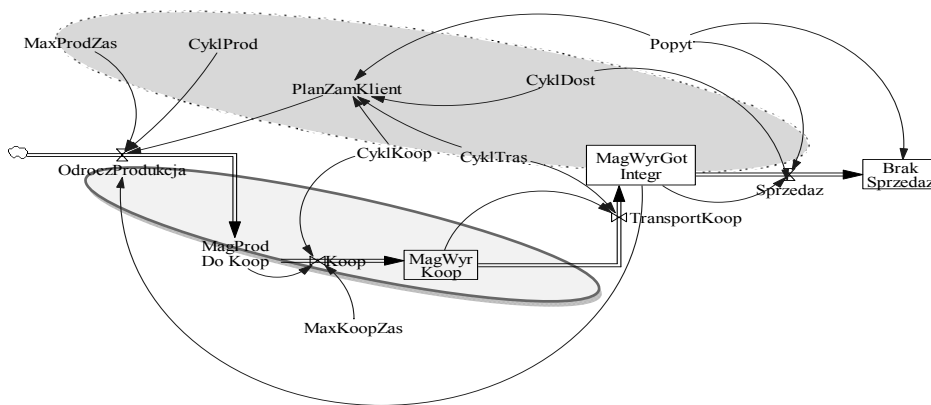 MaxProdZas
CyklProd
Popyt
PlanZamKlient
CyklDost
CyklKoop
CyklTras
MagWyrGot
Integr
OdroczProdukcja
Sprzedaz
Brak
Sprzedaz
TransportKoop
MagProd
Do Koop
Koop
MagWyr
Koop
MaxKoopZas